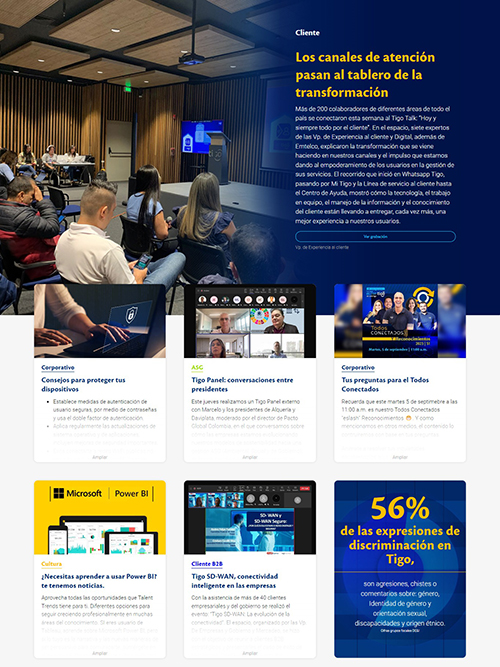 Cliente
Los canales de atención
pasan al tablero de la
transformación
Más de 200 colaboradores de diferentes áreas de todo el
país se conectaron esta semana al Tigo Talk: "Hoy y
siempre todo por el cliente". En el espacio, siete expertos
de las Vp. de Experiencia al cliente y Digital, además de
Emtelco, explicaron la transformación que se viene
haciendo en nuestros canales y el impulso que estamos
dando al empoderamiento de los usuarios en la gestión de
sus servicios. El recorrido que inició en Whatsapp Tigo,
pasando por Mi Tigo y la Línea de servicio al cliente hasta
el Centro de Ayuda, mostró cómo la tecnología, el trabajo
en equipo, el manejo de la información y el conocimiento
del cliente están llevando a entregar, cada vez más, una
mejor experiencia a nuestros usuarios.
Ver grabación
Vp. de Experiencia al cliente
Corporativo
Consejos para proteger tus
dispositivos
Establece medidas de autenticación de
usuario seguras, por medio de contraseñas
y usa el doble factor de autenticación.
Adica regularmente las actualizaciones de
Ampliar
ASG
Tigo Panel: conversaciones entre
presidentes
Este jueves realizamos un Tigo Panel externo
con Marcelo y los presidentes de Alquería y
Daviplata, moderado por el director de Pacto
Global Colombia, en el que conversamos sobre
Ampliar
Todos
CONECTADOS
#Reconocimientos
2023
Martes, 5 de septiembre | 11:00 a.m.
Corporativo
Tus preguntas para el Todos
Conectados
Recuerda que este martes 5 de septiembre a las
11:00 a.m. es nuestro Todos Conectados
"eslash" Reconocimientos. Y como
mencionamos en otros medios, el contenido lo
Ampliar
Microsoft | Power BI
Cultura
¿Necesitas aprender a usar Power BI?
te tenemos noticias.
Aprovecha todas las oportunidades que Talent
Trends tiene para ti. Diferentes opciones para
seguir creciendo profesionalmente en muchas
áreas del conocimiento. Si eres usuario de
Ampliar
SD-WAN y
SD-WAN Seguro:
Cliente B2B
Tigo SD-WAN, conectividad
inteligente en las empresas
Con la asistencia de más de 40 clientes
empresariales y del gobierno se realizó el
evento: "Tigo SD-WAN, La evolución de la
conectividad". El espacio, organizado por las Vp.
Ampliar
56%
de las expresiones de
discriminación en
Tigo,
son agresiones, chistes o
comentarios sobre: género,
Identidad de género y
orientación sexual,
discapacidades y origen étnico.